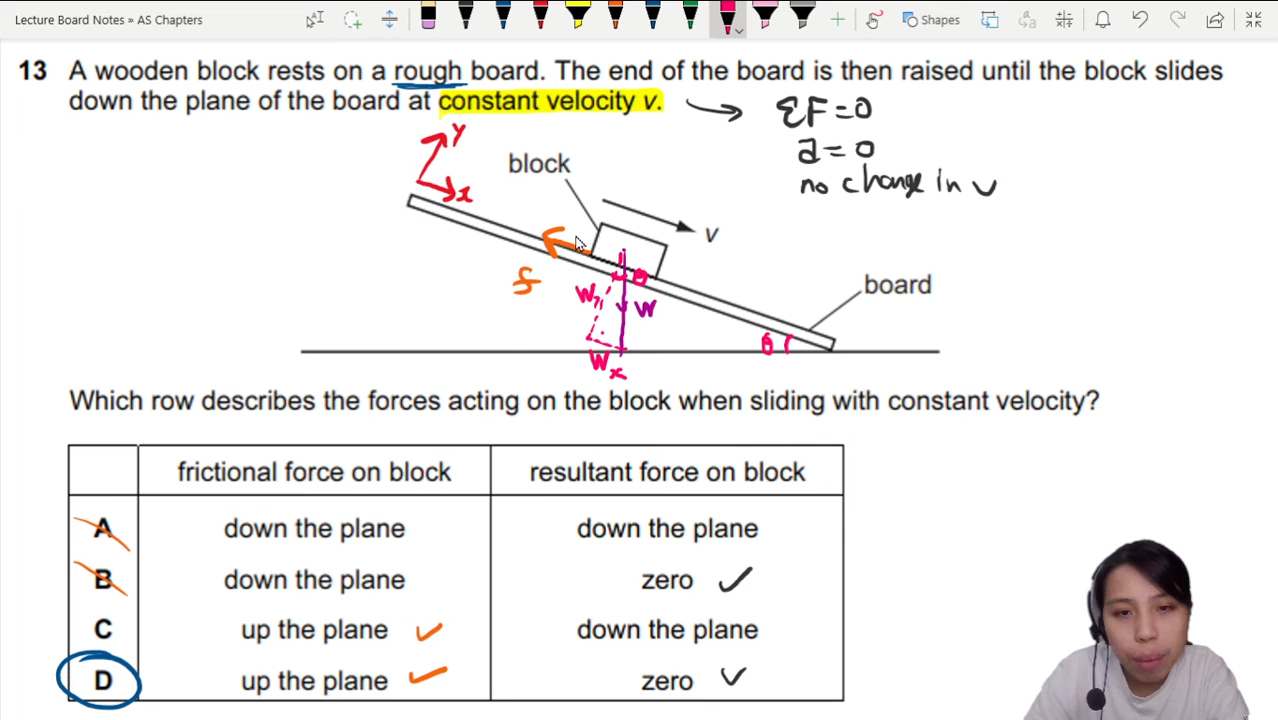 Lecture Board Notes » AS Chapters
Shapes
13 A wooden block rests on a rough board. The end of the board is then raised until the block slides
down the plane of the board at constant velocity v.
ΣF=0
a=0
no change in v
y
x
block
v
f
θ
Wy
W
Wx
θ
board
Which row describes the forces acting on the block when sliding with constant velocity?
frictional force on block resultant force on block
A down the plane down the plane
B down the plane zero
C up the plane down the plane
D up the plane zero